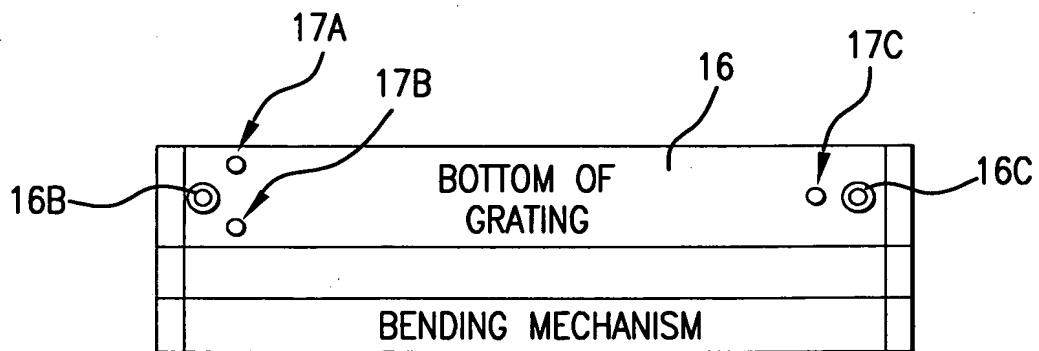 17A
17B
16
17C
16B
BOTTOM OF
GRATING
16C
BENDING MECHANISM